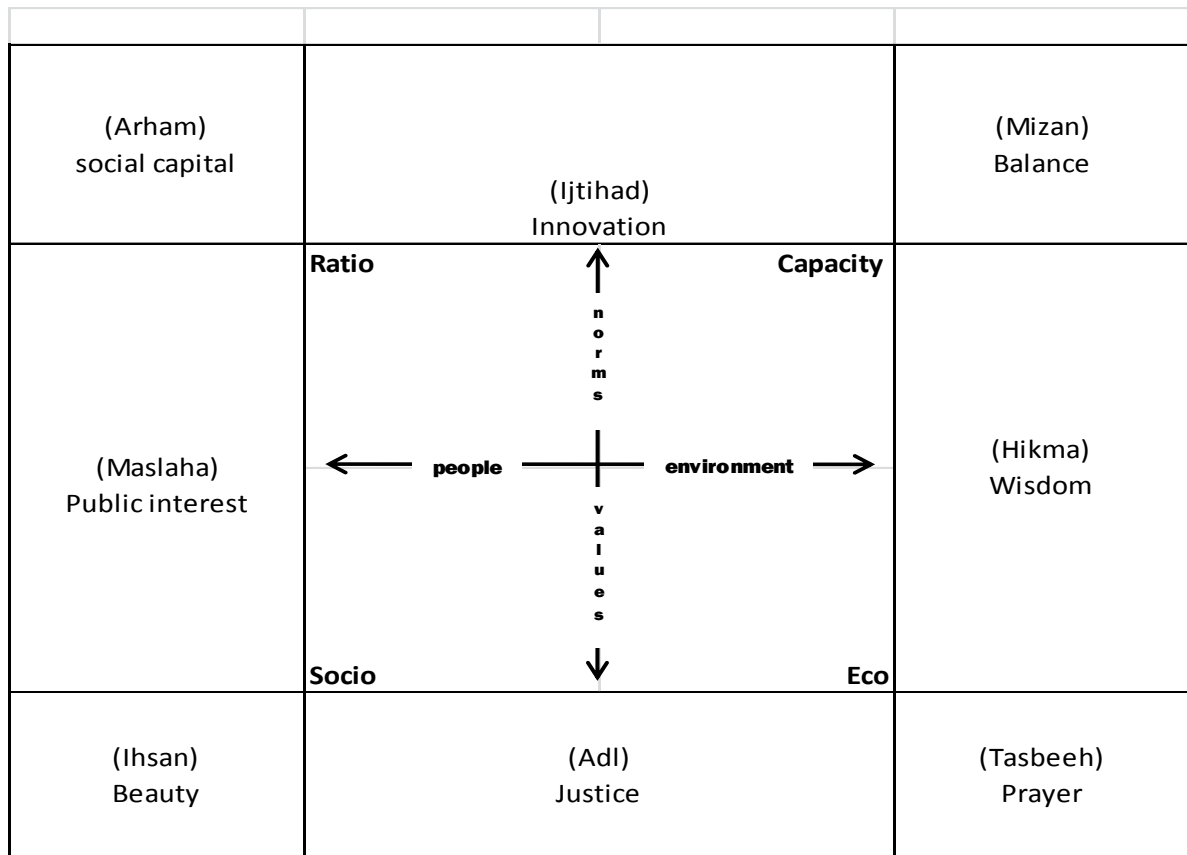 (Arham)
social capital
(Ijtihad)
Innovation
(Mizan)
Balance
Ratio
Capacity
norms
(Maslaha)
Public interest
people
environment
(Hikma)
Wisdom
values
Socio
Eco
(Ihsan)
Beauty
(Adl)
Justice
(Tasbeeh)
Prayer